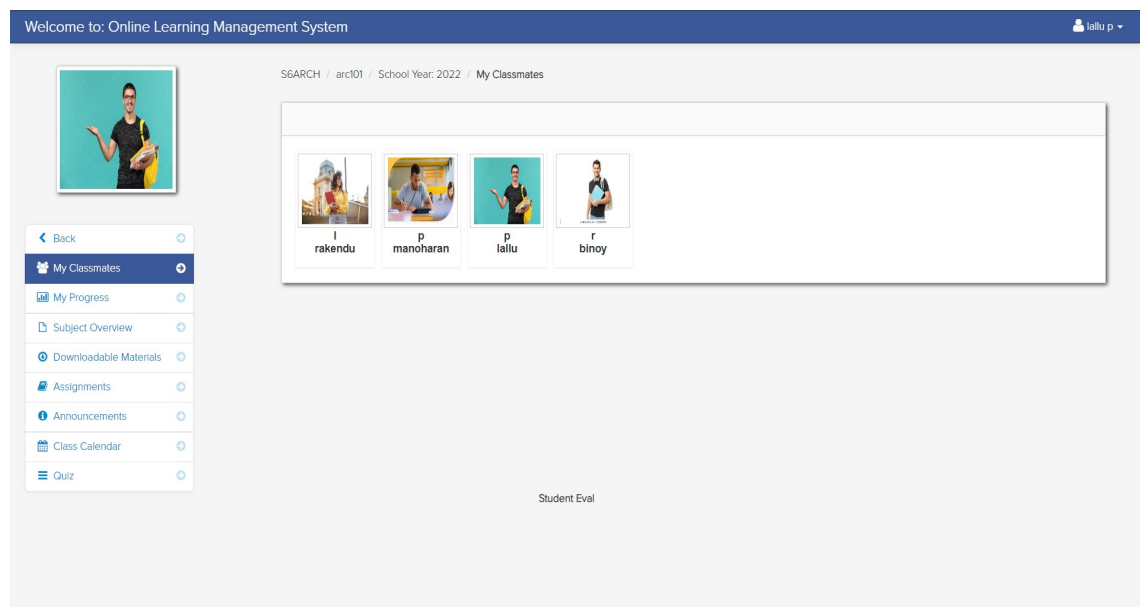 Welcome to: Online Learning Management System
lallu p
S6ARCH / arc101 / School Year: 2022 / My Classmates
l
rakendu
p
manoharan
p
lallu
r
binoy
Back
My Classmates
My Progress
Subject Overview
Downloadable Materials
Assignments
Announcements
Class Calendar
Quiz
Student Eval